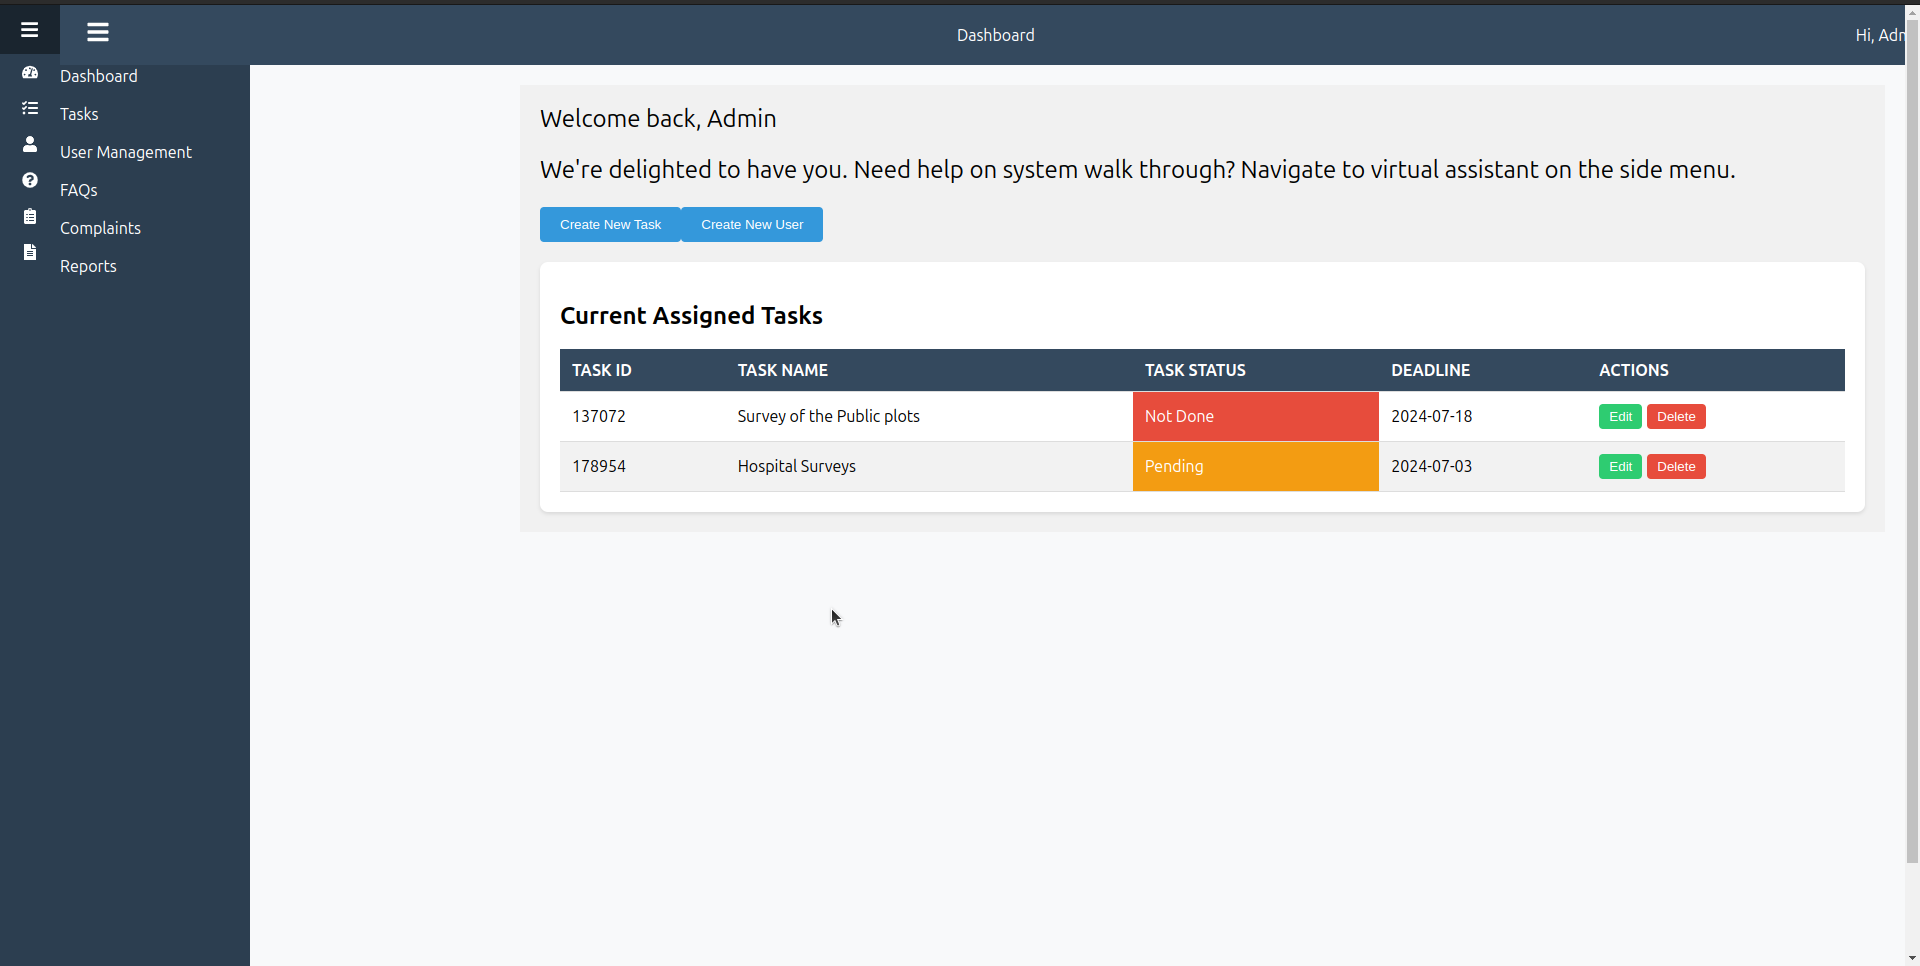 Dashboard
Hi, Adm
Dashboard
Tasks
User Management
FAQs
Complaints
Reports
Welcome back, Admin
We're delighted to have you. Need help on system walk through? Navigate to virtual assistant on the side menu.
Create New Task Create New User
Current Assigned Tasks
TASK ID TASK NAME TASK STATUS DEADLINE ACTIONS
137072 Survey of the Public plots Not Done 2024-07-18 Edit Delete
178954 Hospital Surveys Pending 2024-07-03 Edit Delete